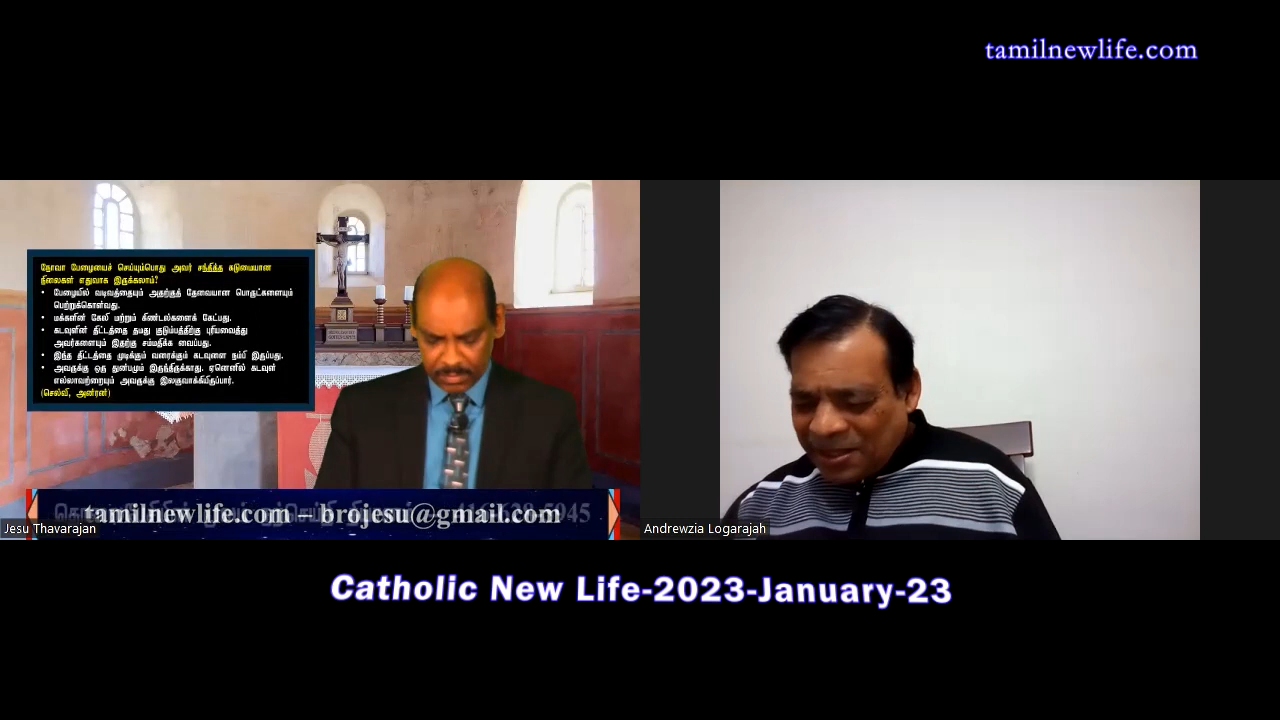 tamilnewlife.com
நோவா பேழையைச் செய்யும்பொது அவர் சந்தித்த கடுமையான
நிலைகள் எதுவாக இருக்கலாம்?
• பேழையில் வடிவத்தையும் அதற்குத் தேவையான பொருட்களையும்
பெற்றுக்கொள்வது.
• மக்களின் கேலி மற்றும் கிண்டல்களைக் கேட்பது.
• கடவுளின் திட்டத்தை தமது குடும்பத்திற்கு புரியவைத்து
அவர்களையும் இதற்கு சம்மதிக்க வைப்பது.
• இந்த திட்டத்தை முடிக்கும் வரைக்கும் கடவுளை நம்பி இருப்பது.
• அவருக்கு ஒரு துன்பமும் இருந்திருக்காது. ஏனெனில் கடவுள்
எல்லாவற்றையும் அவருக்கு இலகுவாக்கியிருப்பார்.
(செல்வி, அன்ரன்)
tamilnewlife.com – brojesu@gmail.com
Jesu Thavarajan
Andrewzia Logarajah
Catholic New Life-2023-January-23